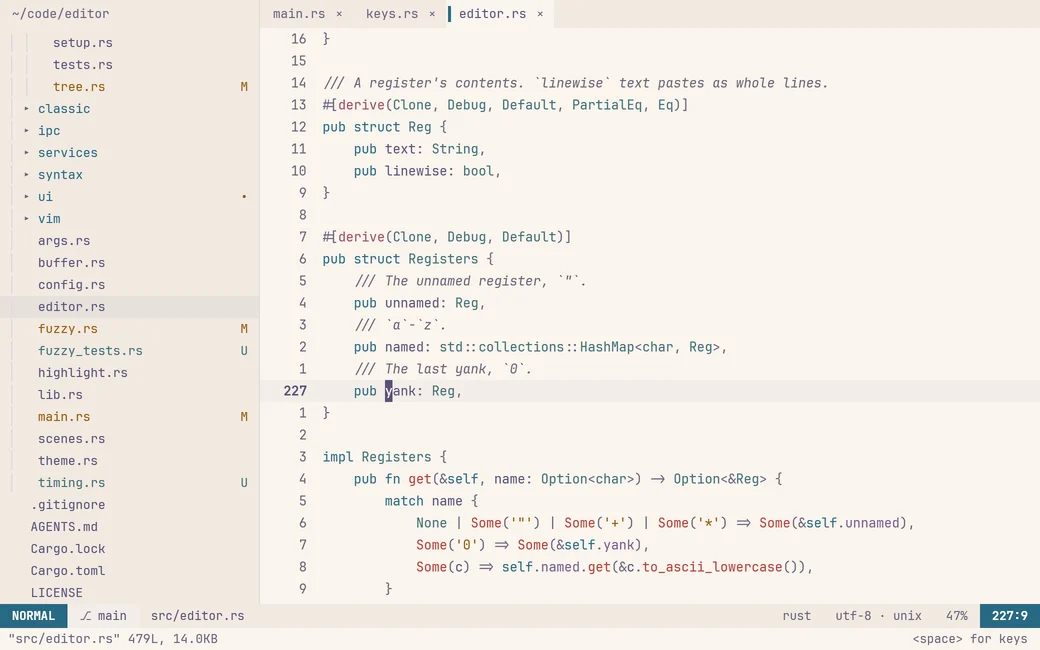 ~/code/editor
setup.rs
tests.rs
tree.rs M
▸ classic
▸ ipc
▸ services
▸ syntax
▸ ui •
▸ vim
args.rs
buffer.rs
config.rs
editor.rs
fuzzy.rs M
fuzzy_tests.rs U
highlight.rs
lib.rs
main.rs M
scenes.rs
theme.rs
timing.rs U
.gitignore
AGENTS.md
Cargo.lock
Cargo.toml
LICENSE
main.rs × keys.rs × editor.rs ×
16 }
15
14 /// A register's contents. `linewise` text pastes as whole lines.
13 #[derive(Clone, Debug, Default, PartialEq, Eq)]
12 pub struct Reg {
11 pub text: String,
10 pub linewise: bool,
9 }
8
7 #[derive(Clone, Debug, Default)]
6 pub struct Registers {
5 /// The unnamed register, `"`.
4 pub unnamed: Reg,
3 /// `a`-`z`.
2 pub named: std::collections::HashMap<char, Reg>,
1 /// The last yank, `0`.
227 pub yank: Reg,
1 }
2
3 impl Registers {
4 pub fn get(&self, name: Option<char>) -> Option<&Reg> {
5 match name {
6 None | Some('"') | Some('+') | Some('*') => Some(&self.unnamed),
7 Some('0') => Some(&self.yank),
8 Some(c) => self.named.get(&c.to_ascii_lowercase()),
9 }
NORMAL ⎇ main src/editor.rs rust utf-8 · unix 47% 227:9
"src/editor.rs" 479L, 14.0KB <space> for keys